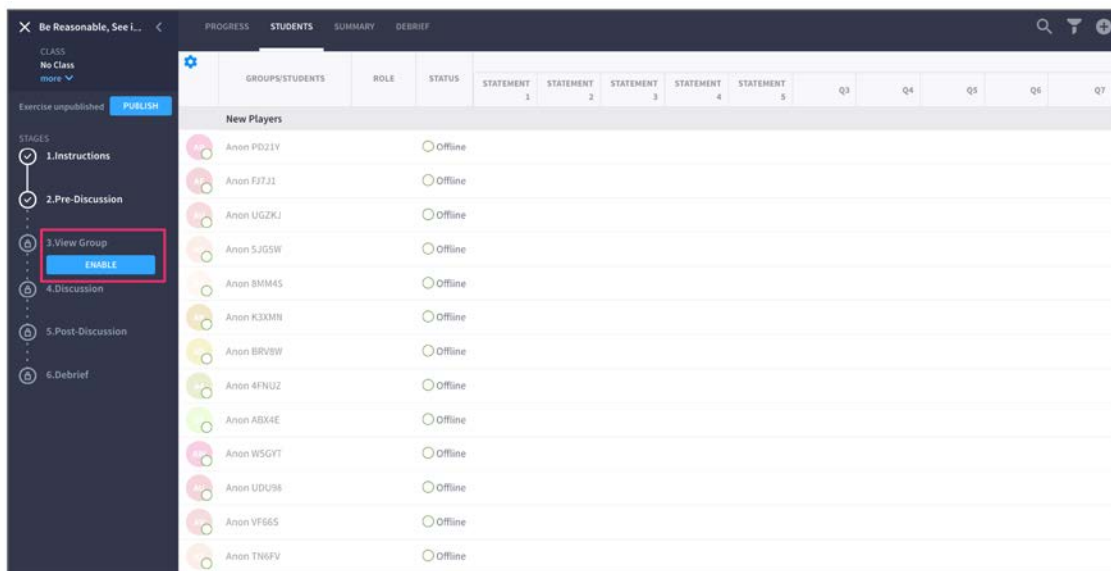 Be Reasonable, See i...
PROGRESS STUDENTS SUMMARY DEBRIEF
CLASS
No Class
more
Exercise unpublished PUBLISH
STAGES
1.Instructions
2.Pre-Discussion
3.View Group
ENABLE
4.Discussion
5.Post-Discussion
6.Debrief
GROUPS/STUDENTS ROLE STATUS STATEMENT 1 STATEMENT 2 STATEMENT 3 STATEMENT 4 STATEMENT 5 Q3 Q4 Q5 Q6 Q7
New Players
Anon PD21Y Offline
Anon FJ7J1 Offline
Anon UGZKJ Offline
Anon 5JG5W Offline
Anon 8MM4S Offline
Anon K3XMN Offline
Anon BRV8W Offline
Anon 4FNUZ Offline
Anon ABX4E Offline
Anon W5GYT Offline
Anon UDU98 Offline
Anon VF66S Offline
Anon TN6FV Offline